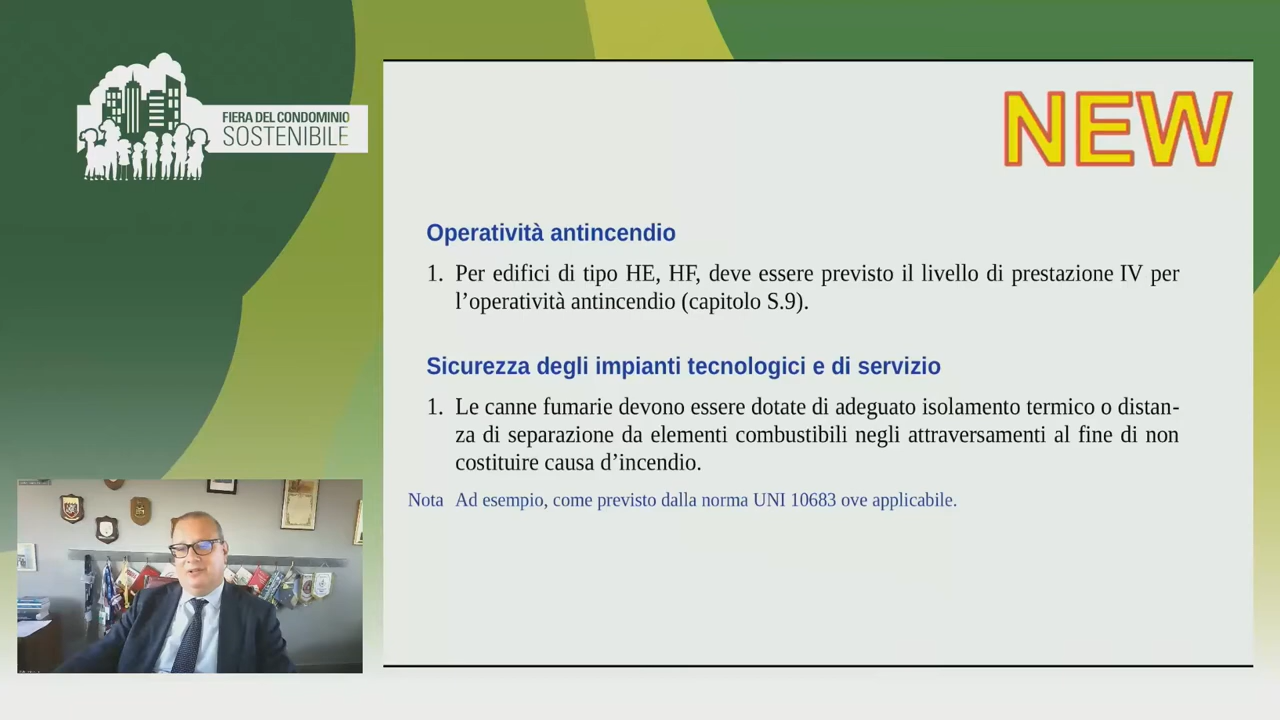 FIERA DEL CONDOMINIO
SOSTENIBILE
NEW
Operatività antincendio
1. Per edifici di tipo HE, HF, deve essere previsto il livello di prestazione IV per
l’operatività antincendio (capitolo S.9).
Sicurezza degli impianti tecnologici e di servizio
1. Le canne fumarie devono essere dotate di adeguato isolamento termico o distan-
za di separazione da elementi combustibili negli attraversamenti al fine di non
costituire causa d’incendio.
Nota Ad esempio, come previsto dalla norma UNI 10683 ove applicabile.